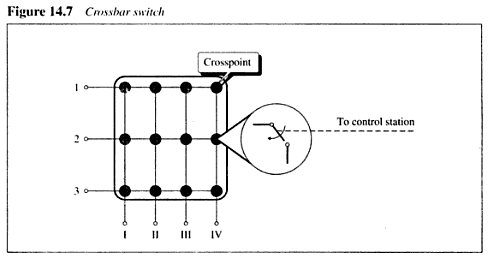 Figure 14.7 Crossbar switch
Crosspoint
1
To control station
2
3
I II III IV